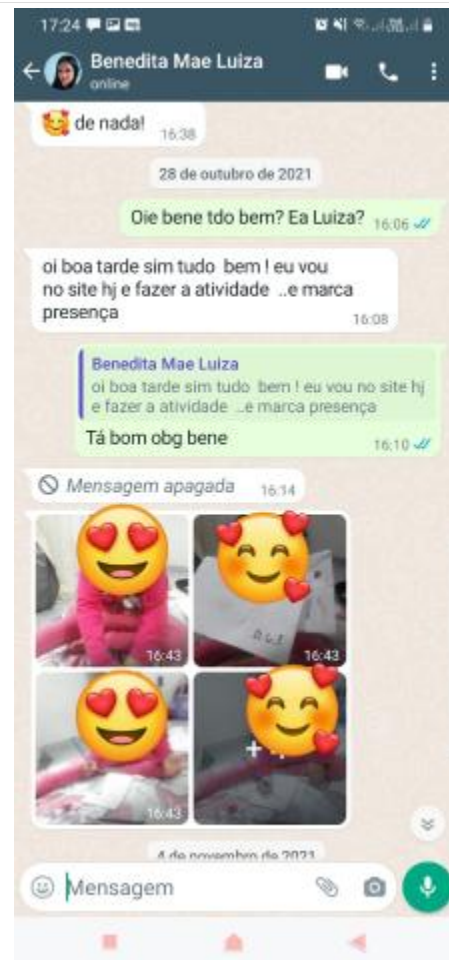 17:24
Benedita Mae Luiza
online
de nada!
16:38
28 de outubro de 2021
Oie bene tdo bem? Ea Luiza?
16:06
oi boa tarde sim tudo bem ! eu vou
no site hj e fazer a atividade ..e marca
presença
16:08
Benedita Mae Luiza
oi boa tarde sim tudo bem ! eu vou no site hj
e fazer a atividade ..e marca presença
Tá bom obg bene
16:10
Mensagem apagada
16:14
16:43
16:43
16:43
4 de novembro de 2021
Mensagem